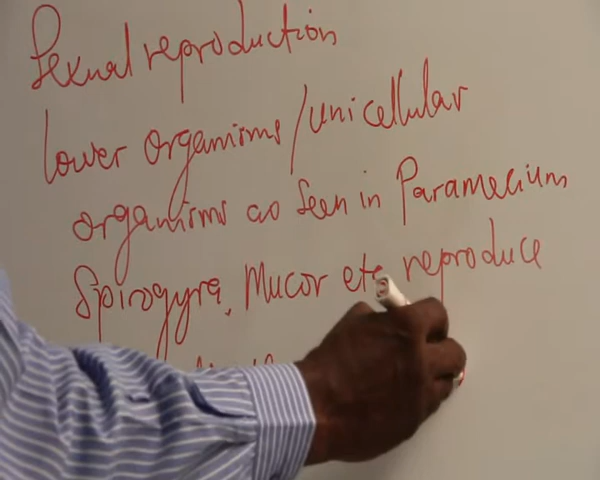 Sexual reproduction
lower organisms/unicellular
organisms as seen in Paramecium
Spirogyra, Mucor etc reproduce